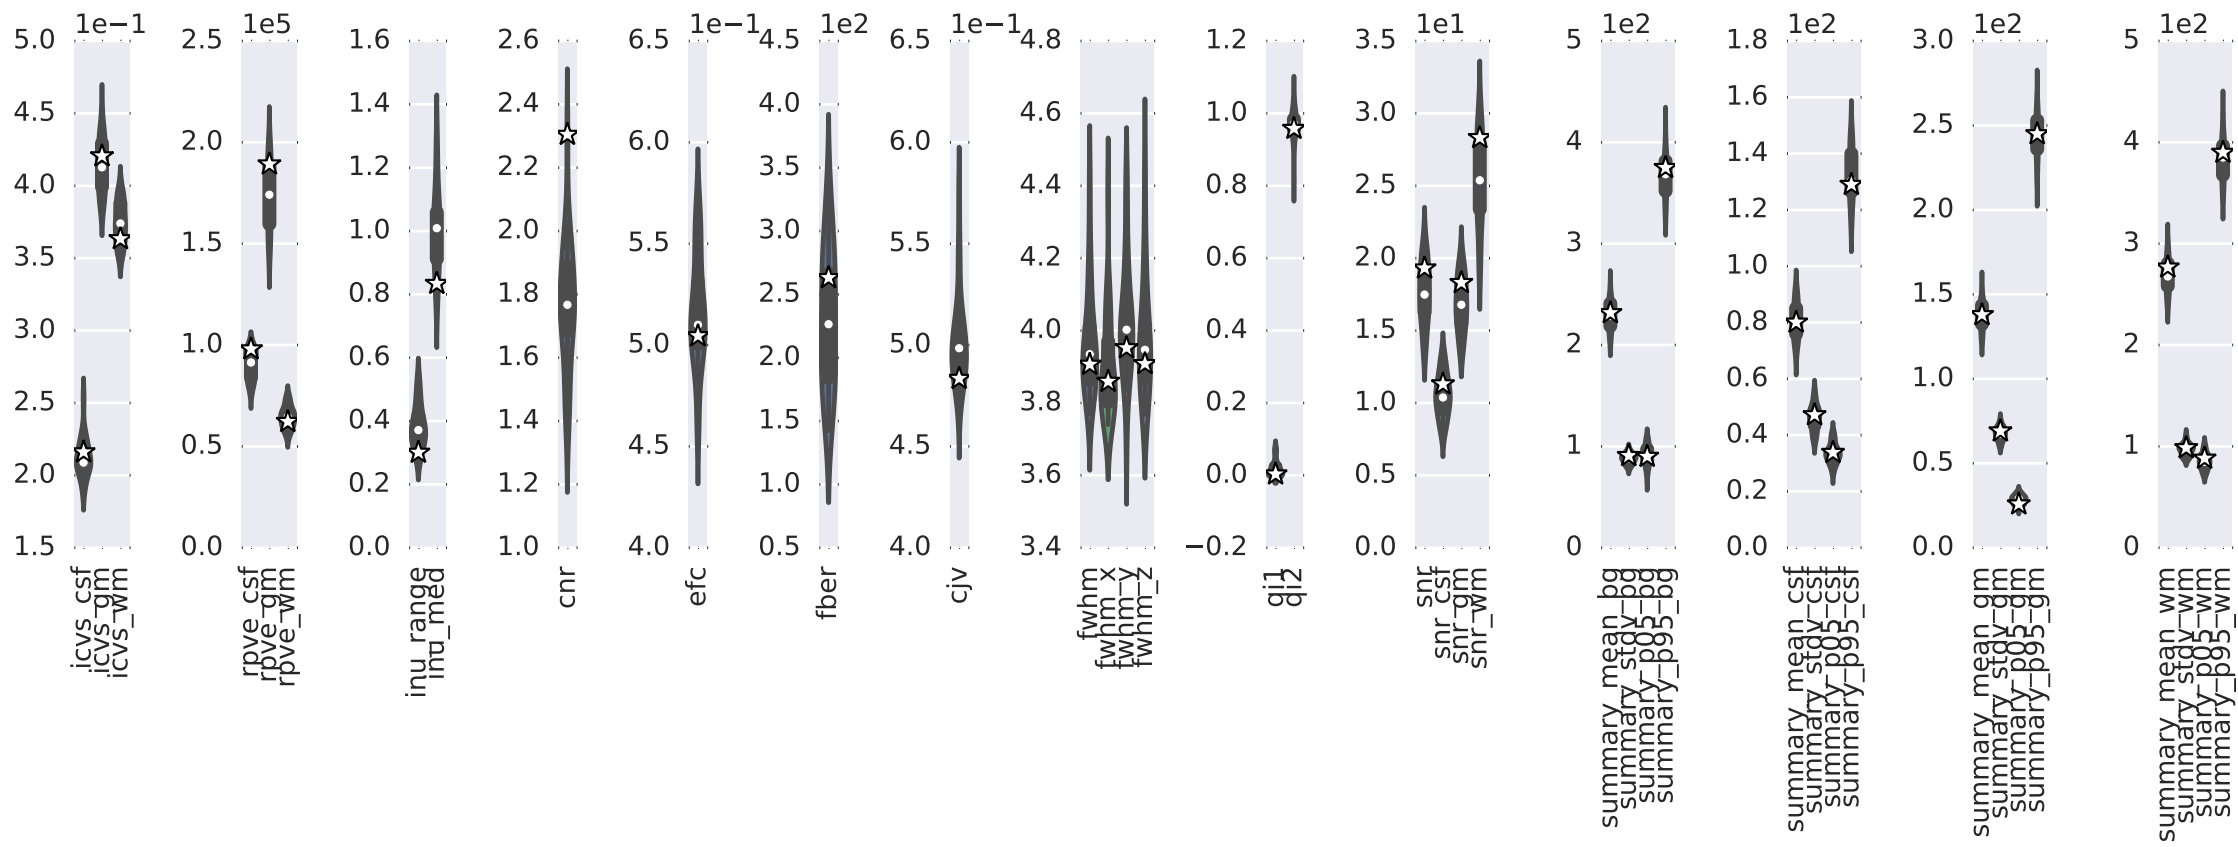 1e−1
5.0
4.5
4.0
3.5
3.0
2.5
2.0
1.5
icvs_csf
icvs_gm
icvs_wm
1e5
2.5
2.0
1.5
1.0
0.5
0.0
rpve_csf
rpve_gm
rpve_wm
1.6
1.4
1.2
1.0
0.8
0.6
0.4
0.2
0.0
inu_range
inu_med
2.6
2.4
2.2
2.0
1.8
1.6
1.4
1.2
1.0
cnr
1e−1
6.5
6.0
5.5
5.0
4.5
4.0
efc
1e2
4.5
4.0
3.5
3.0
2.5
2.0
1.5
1.0
0.5
fber
1e−1
6.5
6.0
5.5
5.0
4.5
4.0
cjv
4.8
4.6
4.4
4.2
4.0
3.8
3.6
3.4
fwhm
fwhm_x
fwhm_y
fwhm_z
1.2
1.0
0.8
0.6
0.4
0.2
0.0
−0.2
qi1
qi2
1e1
3.5
3.0
2.5
2.0
1.5
1.0
0.5
0.0
snr
snr_csf
snr_gm
snr_wm
1e2
5
4
3
2
1
0
summary_mean_bg
summary_stdv_bg
summary_p05_bg
summary_p95_bg
1e2
1.8
1.6
1.4
1.2
1.0
0.8
0.6
0.4
0.2
0.0
summary_mean_csf
summary_stdv_csf
summary_p05_csf
summary_p95_csf
1e2
3.0
2.5
2.0
1.5
1.0
0.5
0.0
summary_mean_gm
summary_stdv_gm
summary_p05_gm
summary_p95_gm
1e2
5
4
3
2
1
0
summary_mean_wm
summary_stdv_wm
summary_p05_wm
summary_p95_wm